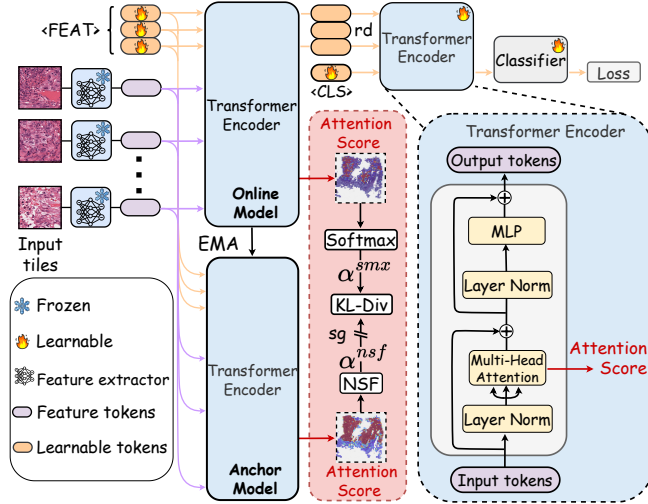 <FEAT>
Transformer
Encoder
Online
Model
rd
<CLS>
Transformer
Encoder
Classifier
Loss
Input
tiles
EMA
Attention
Score
Softmax
α^smx
KL-Div
sg
α^nsf
NSF
Attention
Score
Transformer
Encoder
Anchor
Model
Frozen
Learnable
Feature extractor
Feature tokens
Learnable tokens
Transformer Encoder
Output tokens
MLP
Layer Norm
Multi-Head
Attention
Attention
Score
Layer Norm
Input tokens